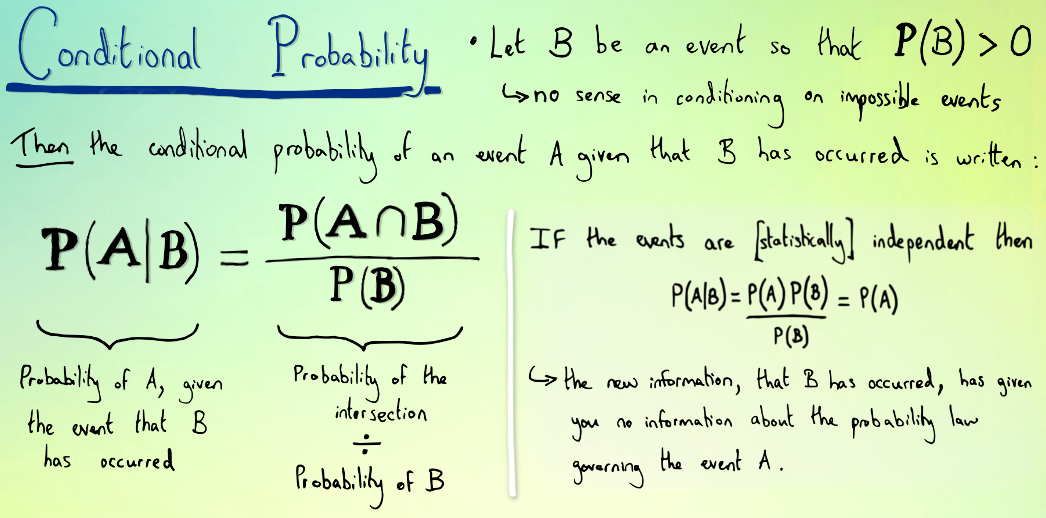 Conditional Probability
• Let B be an event so that P(B) > 0
↳ no sense in conditioning on impossible events
Then the conditional probability of an event A given that B has occurred is written :
P(A|B) = P(A∩B)
P(B)
Probability of A, given
the event that B
has occurred
Probability of the
intersection
÷
Probability of B
IF the events are [statistically] independent then
P(A|B) = P(A) P(B) = P(A)
P(B)
↳ the new information, that B has occurred, has given
you no information about the probability law
governing the event A.